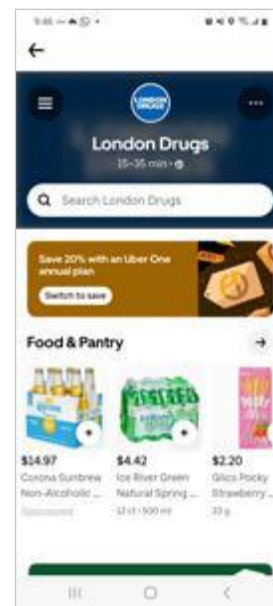 9:46
LONDON
DRUGS
London Drugs
15–35 min •
Search London Drugs
Save 20% with an Uber One
annual plan
Switch to save
Food & Pantry
$14.97
Corona Sunbrew
Non-Alcoholic ...
Sponsored
$4.42
Ice River Green
Natural Spring ...
12 ct • 500 ml
$2.20
Glico Pocky
Strawberry ...